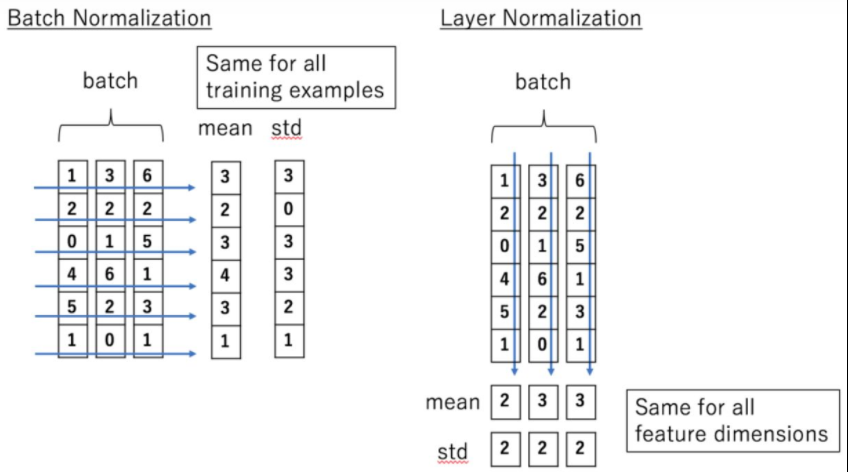 Batch Normalization
Same for all
training examples
batch
mean std
1 3 6 3 3
2 2 2 2 0
0 1 5 3 3
4 6 1 4 3
5 2 3 3 2
1 0 1 1 1
Layer Normalization
batch
1 3 6
2 2 2
0 1 5
4 6 1
5 2 3
1 0 1
mean 2 3 3
std 2 2 2
Same for all
feature dimensions